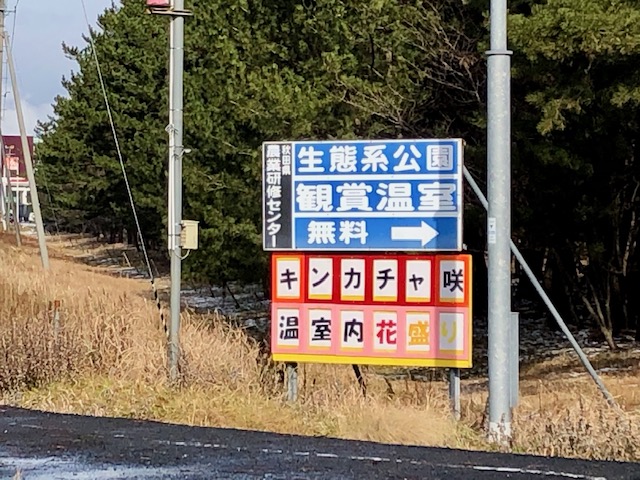 秋田県
農業研修センター
生態系公園
観賞温室
無料
キンカチャ咲
温室内花盛り